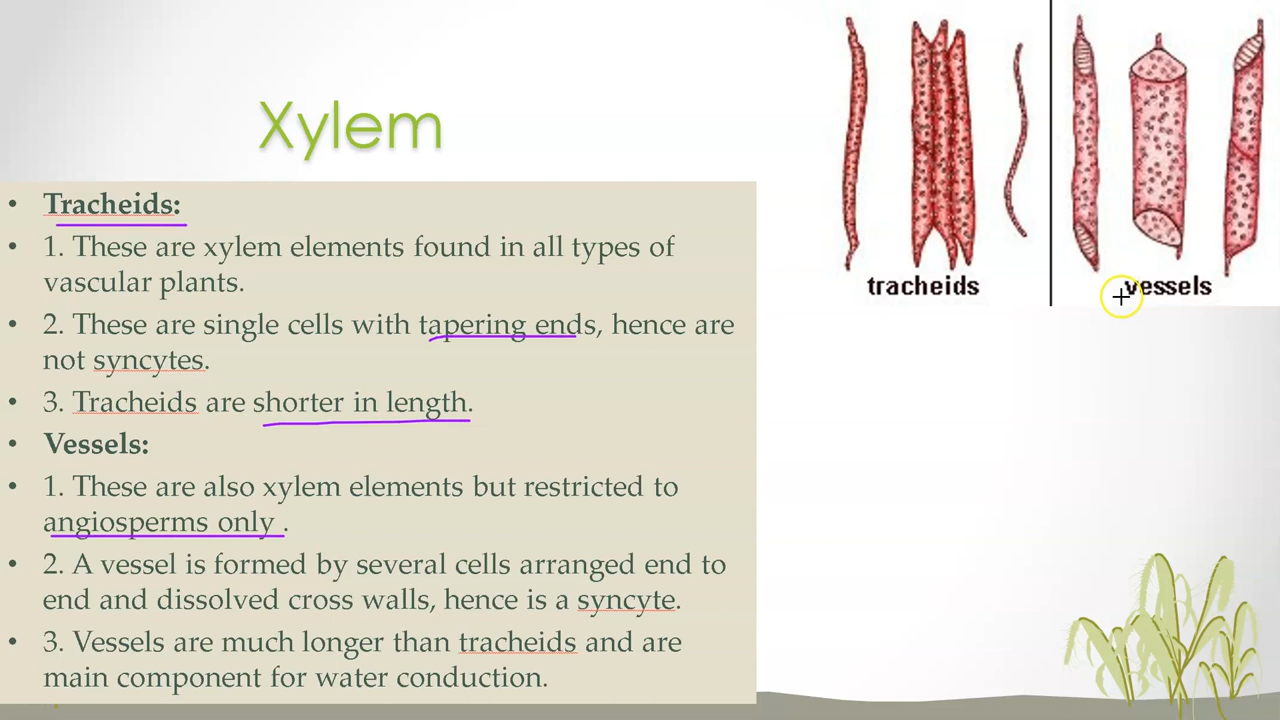 Xylem
• Tracheids:
• 1. These are xylem elements found in all types of
vascular plants.
• 2. These are single cells with tapering ends, hence are
not syncytes.
• 3. Tracheids are shorter in length.
• Vessels:
• 1. These are also xylem elements but restricted to
angiosperms only .
• 2. A vessel is formed by several cells arranged end to
end and dissolved cross walls, hence is a syncyte.
• 3. Vessels are much longer than tracheids and are
main component for water conduction.
tracheids
vessels